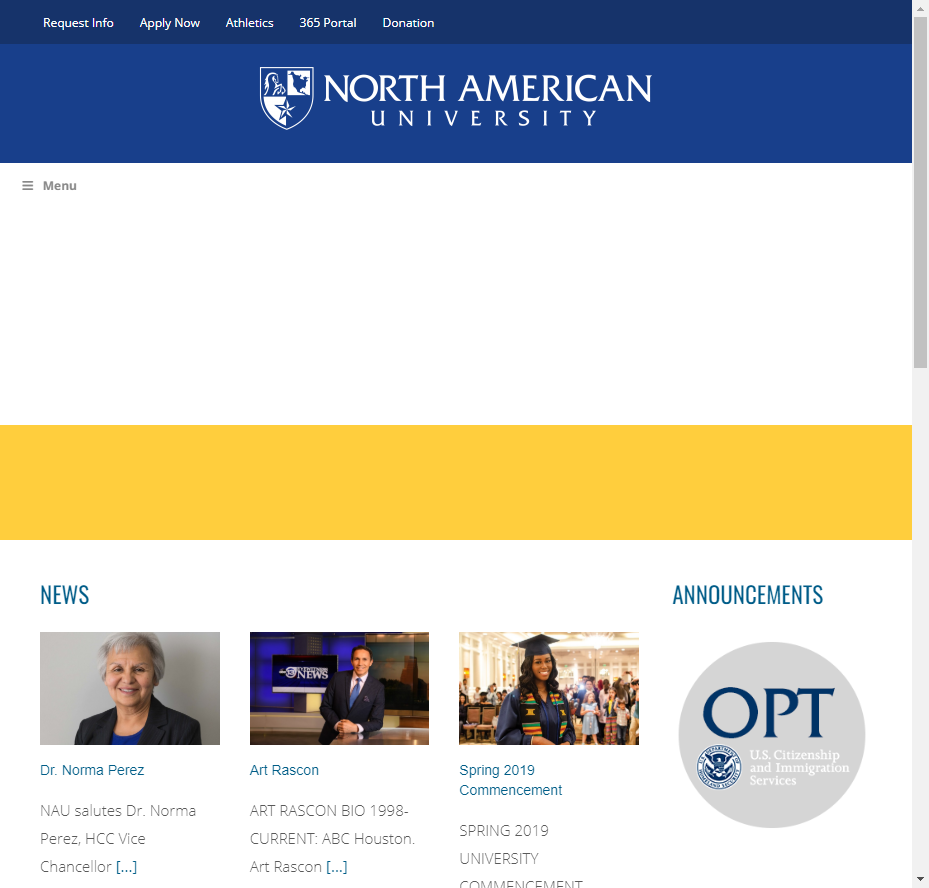 Request Info Apply Now Athletics 365 Portal Donation
NORTH AMERICAN
UNIVERSITY
Menu
NEWS
ANNOUNCEMENTS
NEWS
OPT
U.S. Citizenship
and Immigration
Services
Dr. Norma Perez
Art Rascon
Spring 2019
Commencement
NAU salutes Dr. Norma
Perez, HCC Vice
Chancellor [...]
ART RASCON BIO 1998-
CURRENT: ABC Houston.
Art Rascon [...]
SPRING 2019
UNIVERSITY
COMMENCEMENT